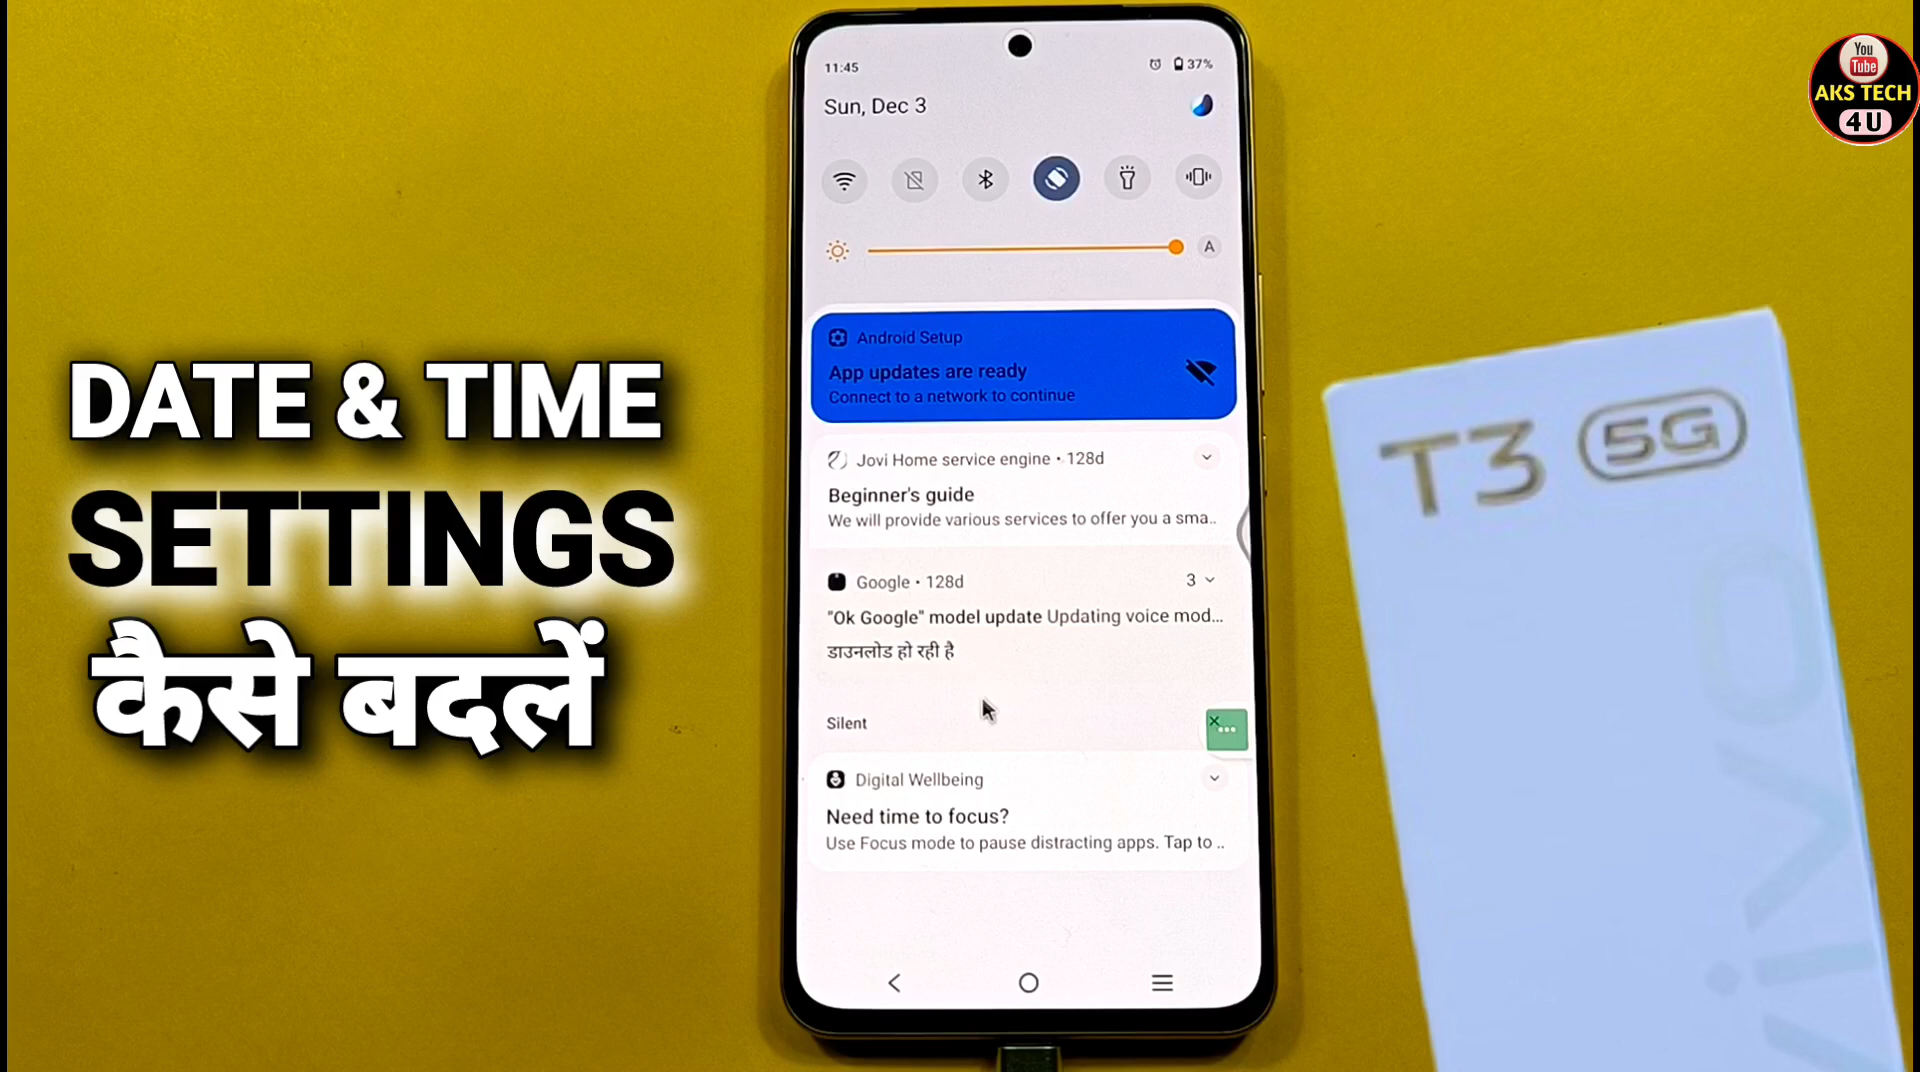 DATE & TIME
SETTINGS
कैसे बदलें
11:45
37%
Sun, Dec 3
A
Android Setup
App updates are ready
Connect to a network to continue
Jovi Home service engine • 128d
Beginner's guide
We will provide various services to offer you a sma..
Google • 128d
3
"Ok Google" model update Updating voice mod...
डाउनलोड हो रही है
Silent
Digital Wellbeing
Need time to focus?
Use Focus mode to pause distracting apps. Tap to ..
T3 5G
vivo
You
Tube
AKS TECH
4U